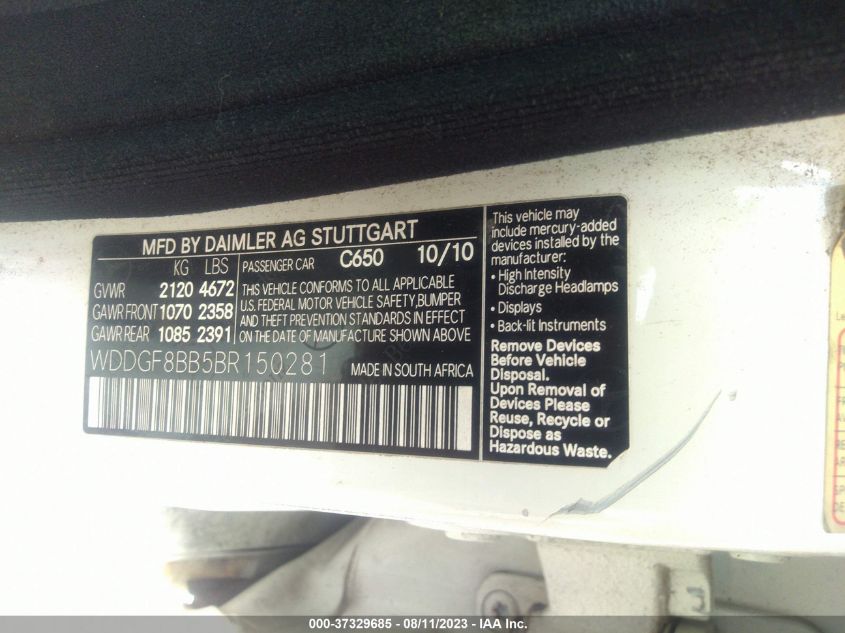 MFD BY DAIMLER AG STUTTGART
KG LBS
GVWR 2120 4672
GAWR FRONT 1070 2358
GAWR REAR 1085 2391
PASSENGER CAR C650 10/10
THIS VEHICLE CONFORMS TO ALL APPLICABLE
U.S. FEDERAL MOTOR VEHICLE SAFETY, BUMPER
AND THEFT PREVENTION STANDARDS IN EFFECT
ON THE DATE OF MANUFACTURE SHOWN ABOVE
WDDGF8BB5BR150281
MADE IN SOUTH AFRICA
This vehicle may
include mercury-added
devices installed by the
manufacturer:
• High Intensity
Discharge Headlamps
• Displays
• Back-lit Instruments
Remove Devices
Before Vehicle
Disposal.
Upon Removal of
Devices Please
Reuse, Recycle or
Dispose as
Hazardous Waste.
3
000-37329685 - 08/11/2023 - IAA Inc.